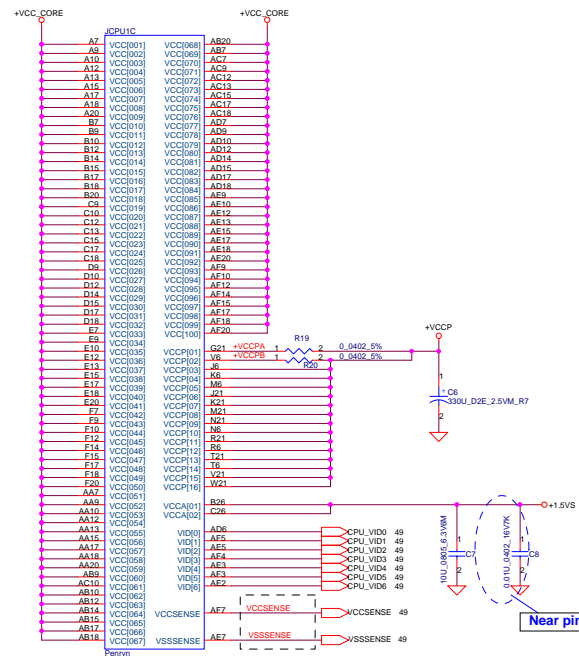 +VCC_CORE +VCC_CORE
JCPU1C
A7 VCC[001] VCC[068] AB20
A9 VCC[002] VCC[069] AB7
A10 VCC[003] VCC[070] AC7
A12 VCC[004] VCC[071] AC9
A13 VCC[005] VCC[072] AC12
A15 VCC[006] VCC[073] AC13
A17 VCC[007] VCC[074] AC15
A18 VCC[008] VCC[075] AC17
A20 VCC[009] VCC[076] AC18
B7 VCC[010] VCC[077] AD7
B9 VCC[011] VCC[078] AD9
B10 VCC[012] VCC[079] AD10
B12 VCC[013] VCC[080] AD12
B14 VCC[014] VCC[081] AD14
B15 VCC[015] VCC[082] AD15
B17 VCC[016] VCC[083] AD17
B18 VCC[017] VCC[084] AD18
B20 VCC[018] VCC[085] AE9
C9 VCC[019] VCC[086] AE10
C10 VCC[020] VCC[087] AE12
C12 VCC[021] VCC[088] AE13
C13 VCC[022] VCC[089] AE15
C15 VCC[023] VCC[090] AE17
C17 VCC[024] VCC[091] AE18
C18 VCC[025] VCC[092] AE20
D9 VCC[026] VCC[093] AF9
D10 VCC[027] VCC[094] AF10
D12 VCC[028] VCC[095] AF12
D14 VCC[029] VCC[096] AF14
D15 VCC[030] VCC[097] AF15
D17 VCC[031] VCC[098] AF17
D18 VCC[032] VCC[099] AF18
E7 VCC[033] VCC[100] AF20
E9 VCC[034]
E10 VCC[035] VCCP[01] G21 +VCCPA 1 R19 2 0_0402_5%
E12 VCC[036] VCCP[02] V6 +VCCPB 1 R20 2 0_0402_5%
E13 VCC[037] VCCP[03] J6
E15 VCC[038] VCCP[04] K6
E17 VCC[039] VCCP[05] M6
E18 VCC[040] VCCP[06] J21
E20 VCC[041] VCCP[07] K21
F7 VCC[042] VCCP[08] M21
F9 VCC[043] VCCP[09] N21
F10 VCC[044] VCCP[10] N6
F12 VCC[045] VCCP[11] R21
F14 VCC[046] VCCP[12] R6
F15 VCC[047] VCCP[13] T21
F17 VCC[048] VCCP[14] T6
F18 VCC[049] VCCP[15] V21
F20 VCC[050] VCCP[16] W21
AA7 VCC[051]
AA9 VCC[052] VCCA[01] B26
AA10 VCC[053] VCCA[02] C26
AA12 VCC[054]
AA13 VCC[055] VID[0] AD6 CPU_VID0 49
AA15 VCC[056] VID[1] AF5 CPU_VID1 49
AA17 VCC[057] VID[2] AE5 CPU_VID2 49
AA18 VCC[058] VID[3] AF4 CPU_VID3 49
AA20 VCC[059] VID[4] AE3 CPU_VID4 49
AB9 VCC[060] VID[5] AF3 CPU_VID5 49
AC10 VCC[061] VID[6] AE2 CPU_VID6 49
AB10 VCC[062]
AB12 VCC[063]
AB14 VCC[064] VCCSENSE AF7 VCCSENSE VCCSENSE 49
AB15 VCC[065]
AB17 VCC[066]
AB18 VCC[067] VSSSENSE AE7 VSSSENSE VSSSENSE 49
Penryn
+VCCP
1
+ C6
330U_D2E_2.5VM_R7
2
+1.5VS
10U_0805_6.3V6M
1
C7
2
0.01U_0402_16V7K
1
C8
2
Near pin